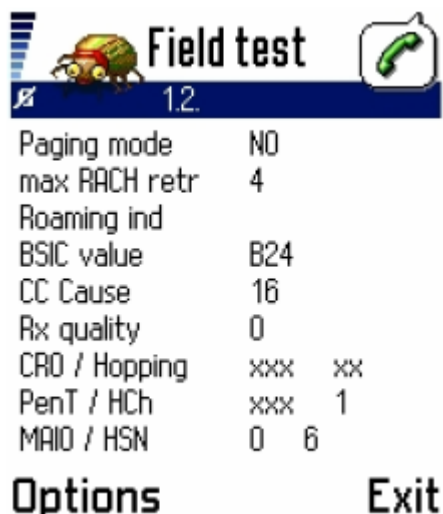 Field test
1.2.
Paging mode NO
max RACH retr 4
Roaming ind
BSIC value B24
CC Cause 16
Rx quality 0
CRO / Hopping xxx xx
PenT / HCh xxx 1
MAIO / HSN 0 6
Options Exit